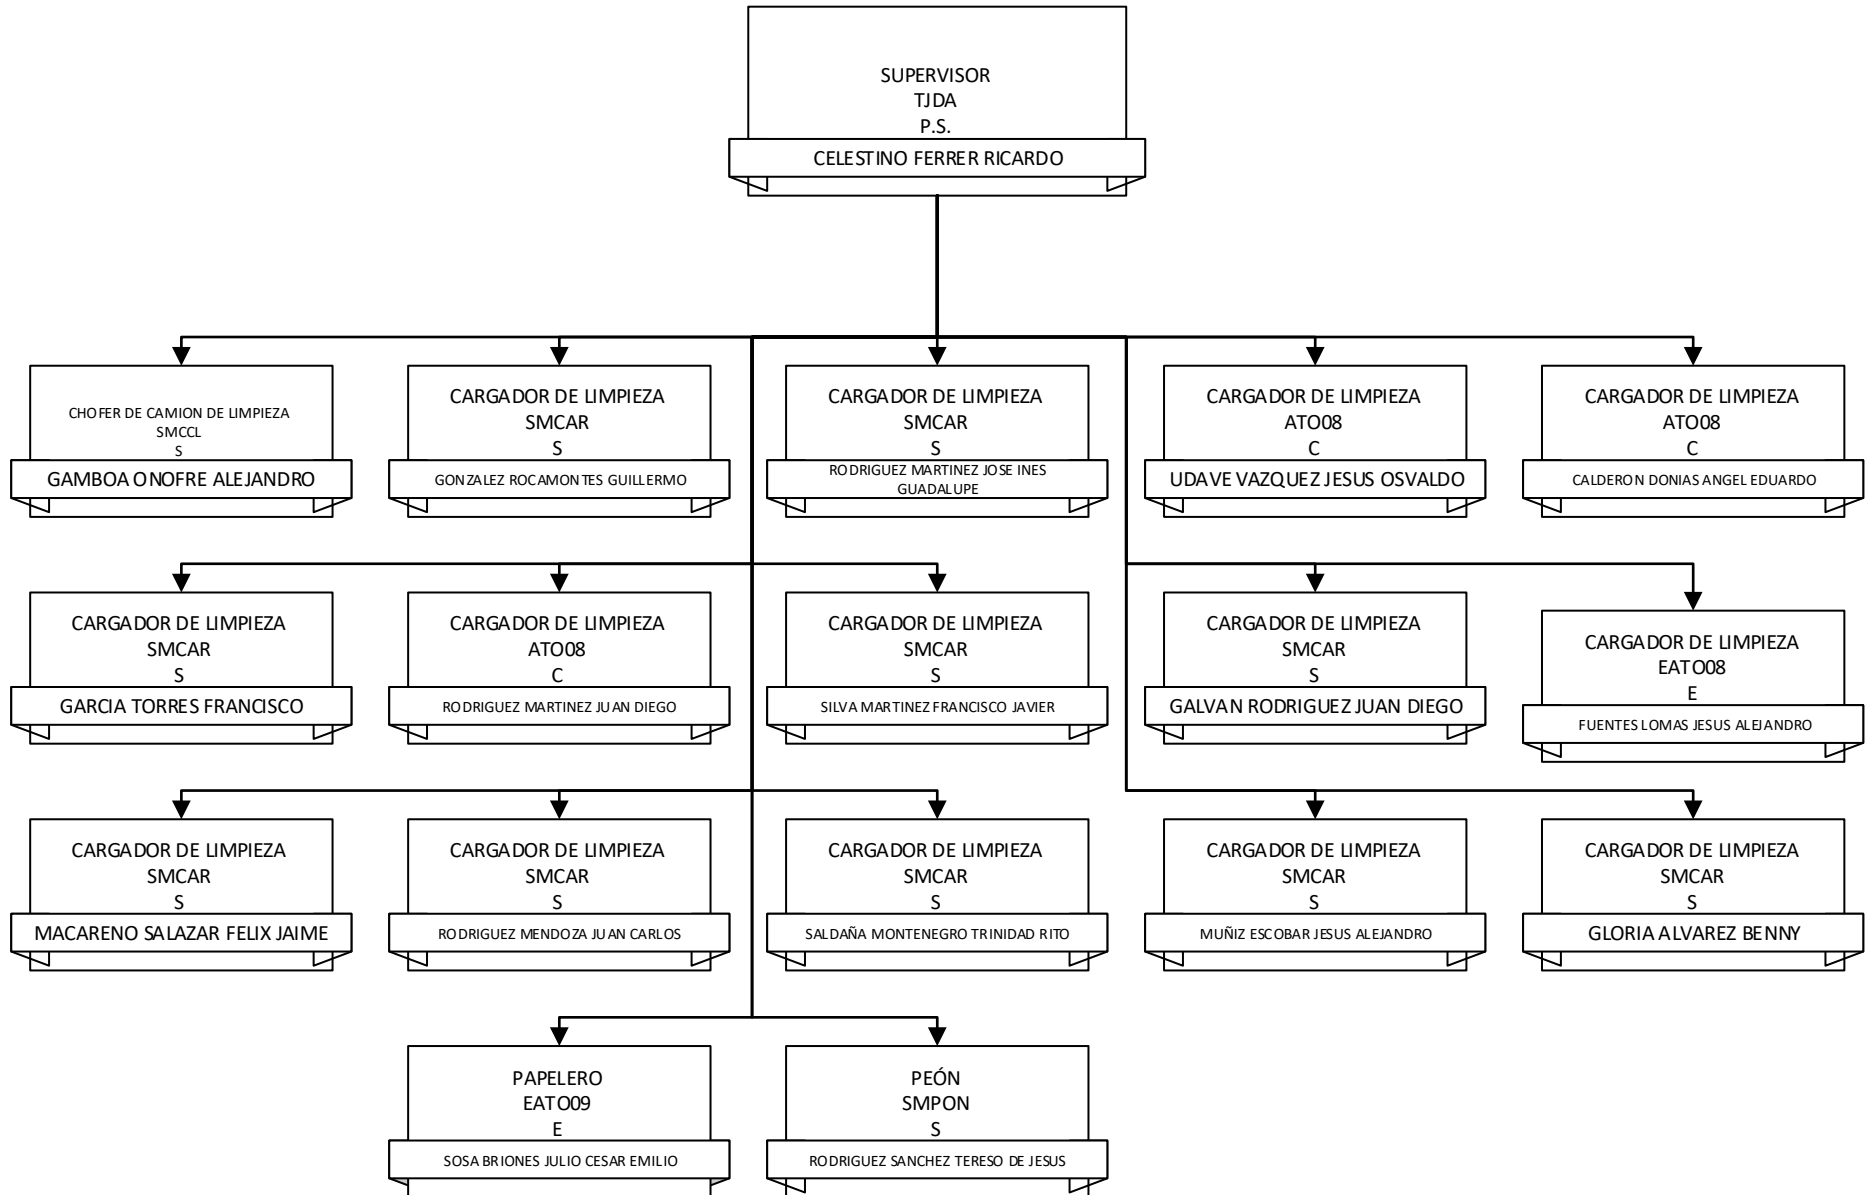 SUPERVISOR
TJDA
P.S.
CELESTINO FERRER RICARDO
CHOFER DE CAMION DE LIMPIEZA
SMCCL
S
GAMBOA ONOFRE ALEJANDRO
CARGADOR DE LIMPIEZA
SMCAR
S
GONZALEZ ROCAMONTES GUILLERMO
CARGADOR DE LIMPIEZA
SMCAR
S
RODRIGUEZ MARTINEZ JOSE INES
GUADALUPE
CARGADOR DE LIMPIEZA
ATO08
C
UDAVE VAZQUEZ JESUS OSVALDO
CARGADOR DE LIMPIEZA
ATO08
C
CALDERON DONIAS ANGEL EDUARDO
CARGADOR DE LIMPIEZA
SMCAR
S
GARCIA TORRES FRANCISCO
CARGADOR DE LIMPIEZA
ATO08
C
RODRIGUEZ MARTINEZ JUAN DIEGO
CARGADOR DE LIMPIEZA
SMCAR
S
SILVA MARTINEZ FRANCISCO JAVIER
CARGADOR DE LIMPIEZA
SMCAR
S
GALVAN RODRIGUEZ JUAN DIEGO
CARGADOR DE LIMPIEZA
EATO08
E
FUENTES LOMAS JESUS ALEJANDRO
CARGADOR DE LIMPIEZA
SMCAR
S
MACARENO SALAZAR FELIX JAIME
CARGADOR DE LIMPIEZA
SMCAR
S
RODRIGUEZ MENDOZA JUAN CARLOS
CARGADOR DE LIMPIEZA
SMCAR
S
SALDAÑA MONTENEGRO TRINIDAD RITO
CARGADOR DE LIMPIEZA
SMCAR
S
MUÑIZ ESCOBAR JESUS ALEJANDRO
CARGADOR DE LIMPIEZA
SMCAR
S
GLORIA ALVAREZ BENNY
PAPELERO
EATO09
E
SOSA BRIONES JULIO CESAR EMILIO
PEÓN
SMPON
S
RODRIGUEZ SANCHEZ TERESO DE JESUS